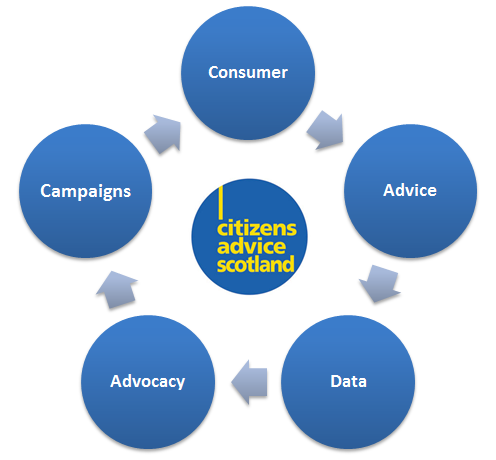 Consumer
Advice
Data
Advocacy
Campaigns
citizens
advice
scotland